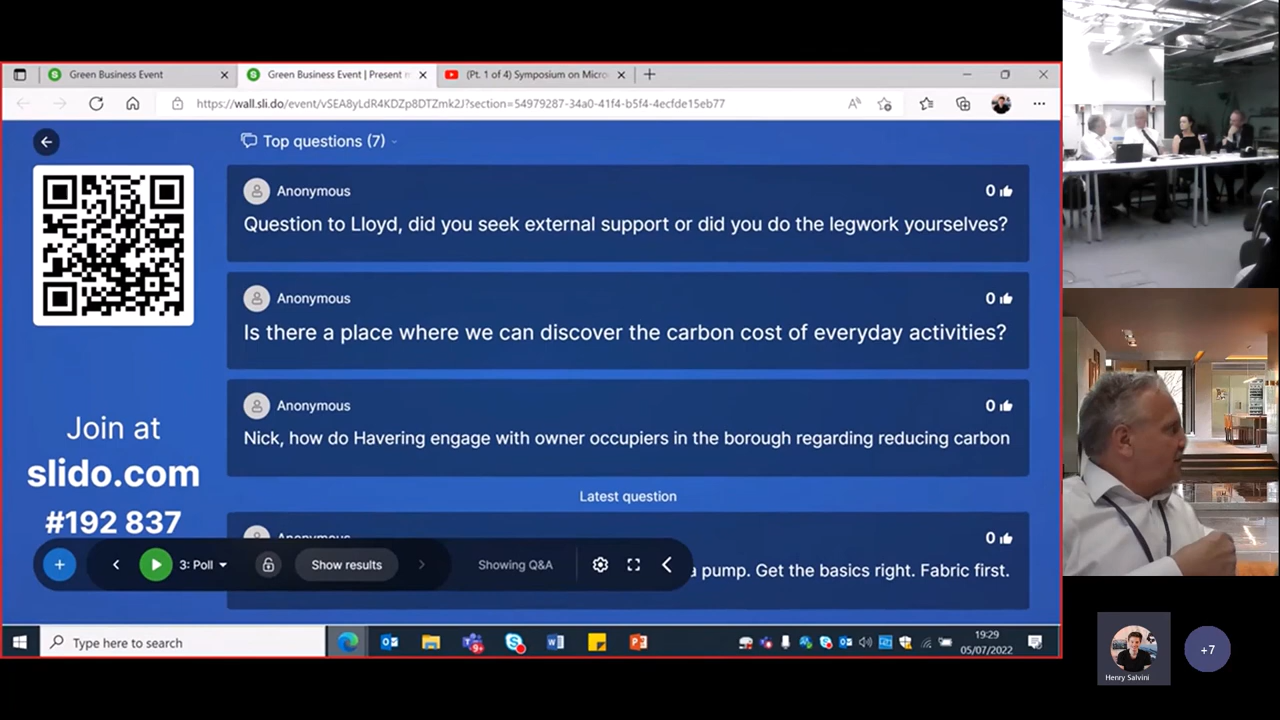 Green Business Event
Green Business Event | Present m
(Pt. 1 of 4) Symposium on Micro
https://wall.sli.do/event/vSEA8yLdR4KDZp8DTZmk2J?section=54979287-34a0-41f4-b5f4-4ecfde15eb77
Top questions (7)
Anonymous
0
Question to Lloyd, did you seek external support or did you do the legwork yourselves?
Anonymous
0
Is there a place where we can discover the carbon cost of everyday activities?
Anonymous
0
Nick, how do Havering engage with owner occupiers in the borough regarding reducing carbon
Join at
slido.com
#192 837
Latest question
Anonymous
0
a pump. Get the basics right. Fabric first.
3: Poll
Show results
Showing Q&A
Type here to search
19:29
05/07/2022
Henry Salvini
+7